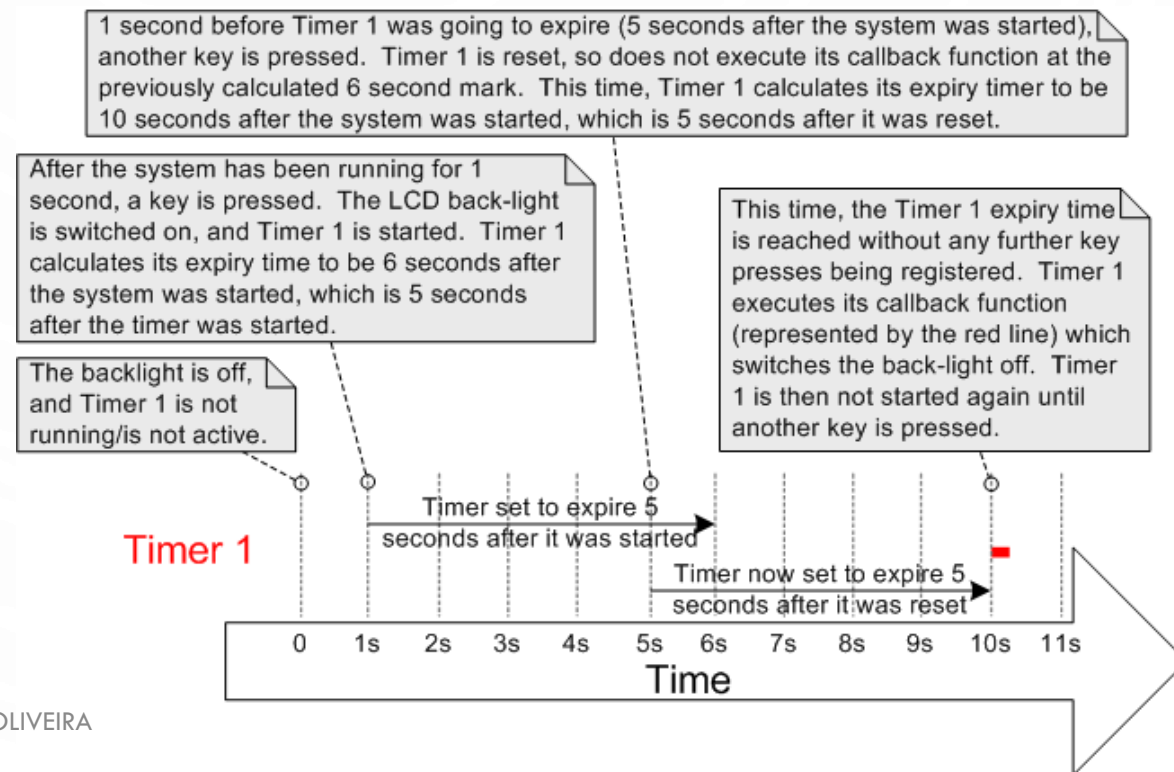 1 second before Timer 1 was going to expire (5 seconds after the system was started),
another key is pressed.  Timer 1 is reset, so does not execute its callback function at the
previously calculated 6 second mark.  This time, Timer 1 calculates its expiry timer to be
10 seconds after the system was started, which is 5 seconds after it was reset.
After the system has been running for 1
second, a key is pressed.  The LCD back-light
is switched on, and Timer 1 is started.  Timer 1
calculates its expiry time to be 6 seconds after
the system was started, which is 5 seconds
after the timer was started.
This time, the Timer 1 expiry time
is reached without any further key
presses being registered.  Timer 1
executes its callback function
(represented by the red line) which
switches the back-light off.  Timer
1 is then not started again until
another key is pressed.
The backlight is off,
and Timer 1 is not
running/is not active.
Timer set to expire 5
seconds after it was started
Timer 1
Timer now set to expire 5
seconds after it was reset
0 1s 2s 3s 4s 5s 6s 7s 8s 9s 10s 11s
Time
OLIVEIRA